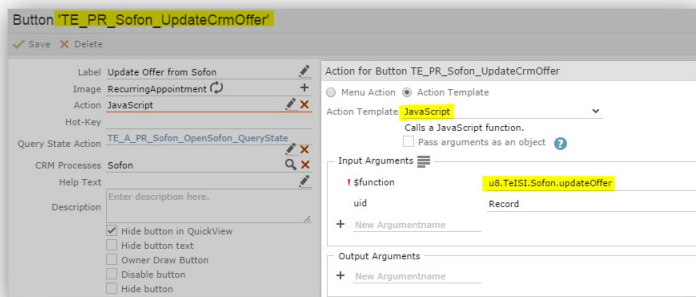 Button 'TE_PR_Sofon_UpdateCrmOffer'
Save Delete
Label Update Offer from Sofon
Image RecurringAppointment
Action JavaScript
Hot-Key
Query State Action TE_A_PR_Sofon_OpenSofon_QueryState
CRM Processes Sofon
Help Text
Description Enter description here.
Hide button in QuickView
Hide button text
Owner Draw Button
Disable button
Hide button
Action for Button TE_PR_Sofon_UpdateCrmOffer
Menu Action Action Template
Action Template JavaScript
Calls a JavaScript function.
Pass arguments as an object ?
Input Arguments
! $function u8.TeISI.Sofon.updateOffer
uid Record
+ New Argumentname
Output Arguments
+ New Argumentname